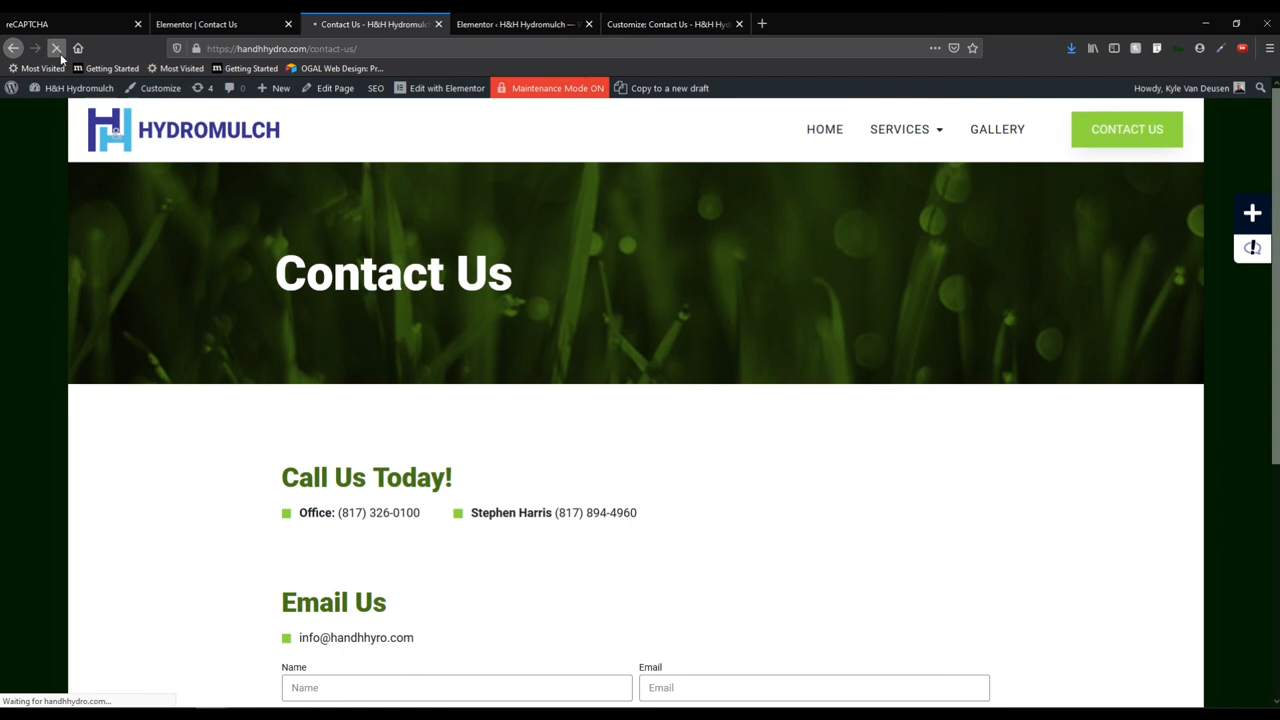 reCAPTCHA
Elementor | Contact Us
Contact Us - H&H Hydromulch
Elementor ‹ H&H Hydromulch —
Customize: Contact Us - H&H Hyd
https://handhhydro.com/contact-us/
Most Visited
Getting Started
Most Visited
Getting Started
OGAL Web Design: Pr...
H&H Hydromulch
Customize
4
0
New
Edit Page
SEO
Edit with Elementor
Maintenance Mode ON
Copy to a new draft
Howdy, Kyle Van Deusen
HYDROMULCH
HOME
SERVICES
GALLERY
CONTACT US
Contact Us
Call Us Today!
Office: (817) 326-0100
Stephen Harris (817) 894-4960
Email Us
info@handhhyro.com
Name
Email
Name
Email
Waiting for handhhydro.com...